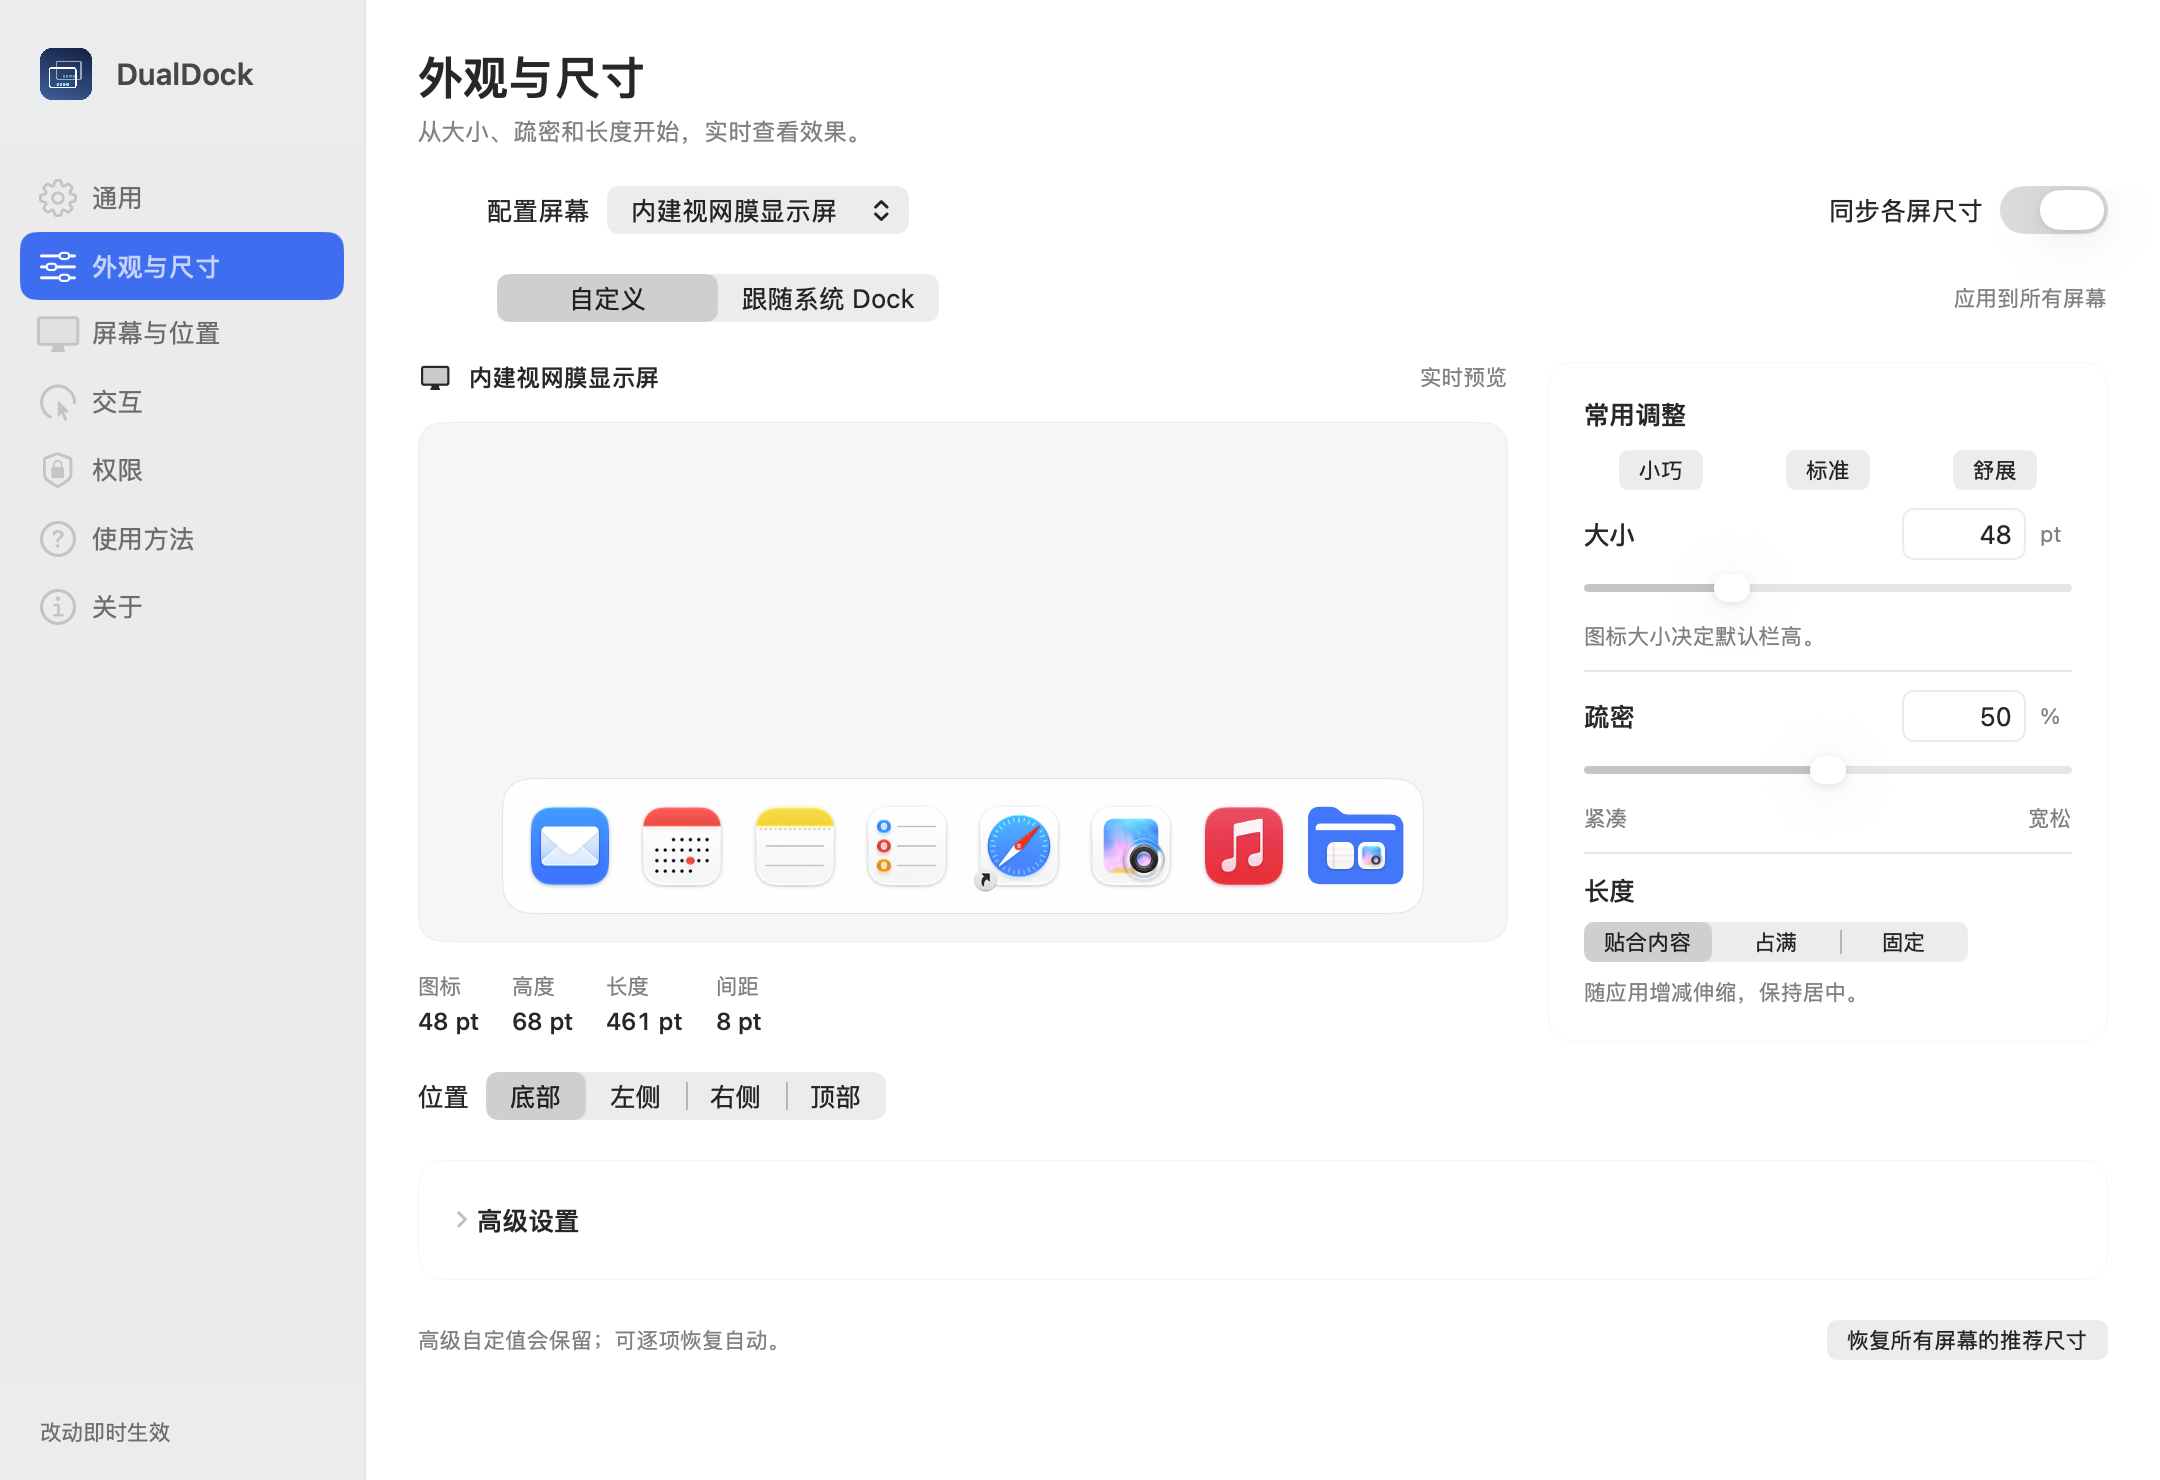 DualDock
通用
外观与尺寸
屏幕与位置
交互
权限
使用方法
关于
改动即时生效
外观与尺寸
从大小、疏密和长度开始，实时查看效果。
配置屏幕 内建视网膜显示屏 同步各屏尺寸
自定义 跟随系统 Dock 应用到所有屏幕
内建视网膜显示屏 实时预览
图标 高度 长度 间距
48 pt 68 pt 461 pt 8 pt
位置 底部 左侧 右侧 顶部
常用调整
小巧 标准 舒展
大小 48 pt
图标大小决定默认栏高。
疏密 50 %
紧凑 宽松
长度
贴合内容 占满 固定
随应用增减伸缩，保持居中。
高级设置
高级自定值会保留；可逐项恢复自动。 恢复所有屏幕的推荐尺寸